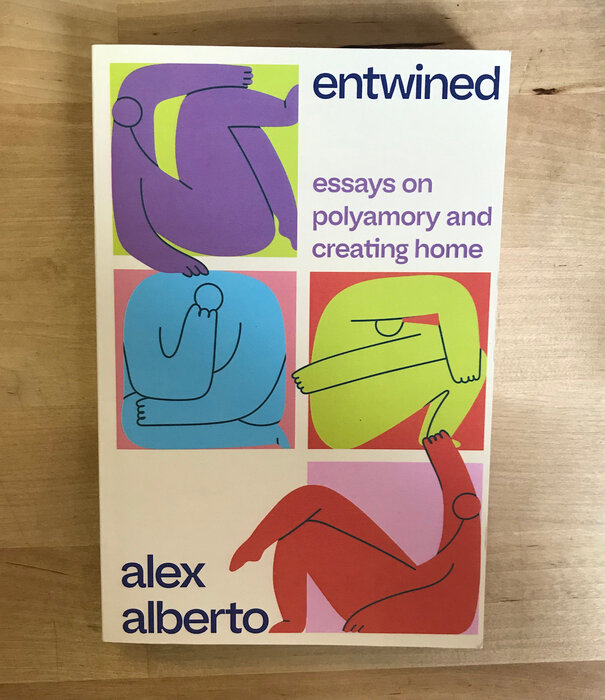 entwined
essays on
polyamory and
creating home
alex
alberto